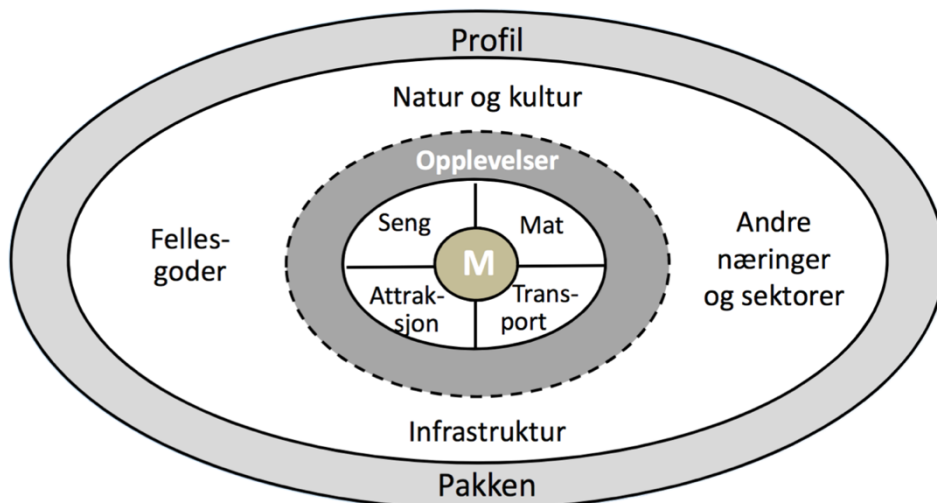 Profil
Natur og kultur
Opplevelser
Seng
Mat
Felles-
goder
M
Andre
næringer
og sektorer
Attrak-
sjon
Trans-
port
Infrastruktur
Pakken